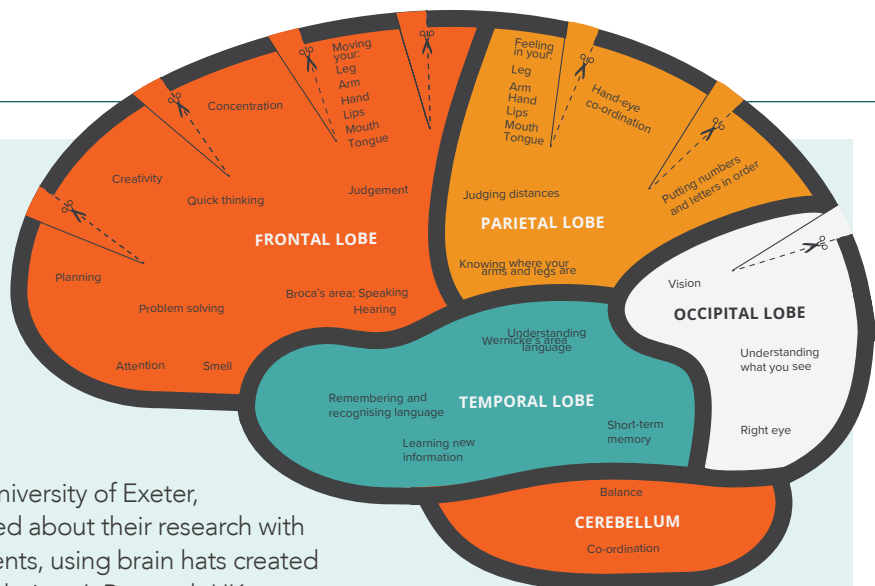 Moving
your:
Leg
Arm
Hand
Lips
Mouth
Tongue
Concentration
Creativity
Quick thinking
Judgement
FRONTAL LOBE
Planning
Problem solving
Broca's area: Speaking
Hearing
Attention
Smell
Feeling
in your:
Leg
Arm
Hand
Lips
Mouth
Tongue
Hand-eye
co-ordination
Putting numbers
and letters in order
Judging distances
PARIETAL LOBE
Knowing where your
arms and legs are
Vision
OCCIPITAL LOBE
Understanding
what you see
Right eye
Wernicke's area
Understanding
language
Remembering and
recognising language
TEMPORAL LOBE
Short-term
memory
Learning new
information
Balance
CEREBELLUM
Co-ordination
niversity of Exeter,
ed about their research with
ents, using brain hats created